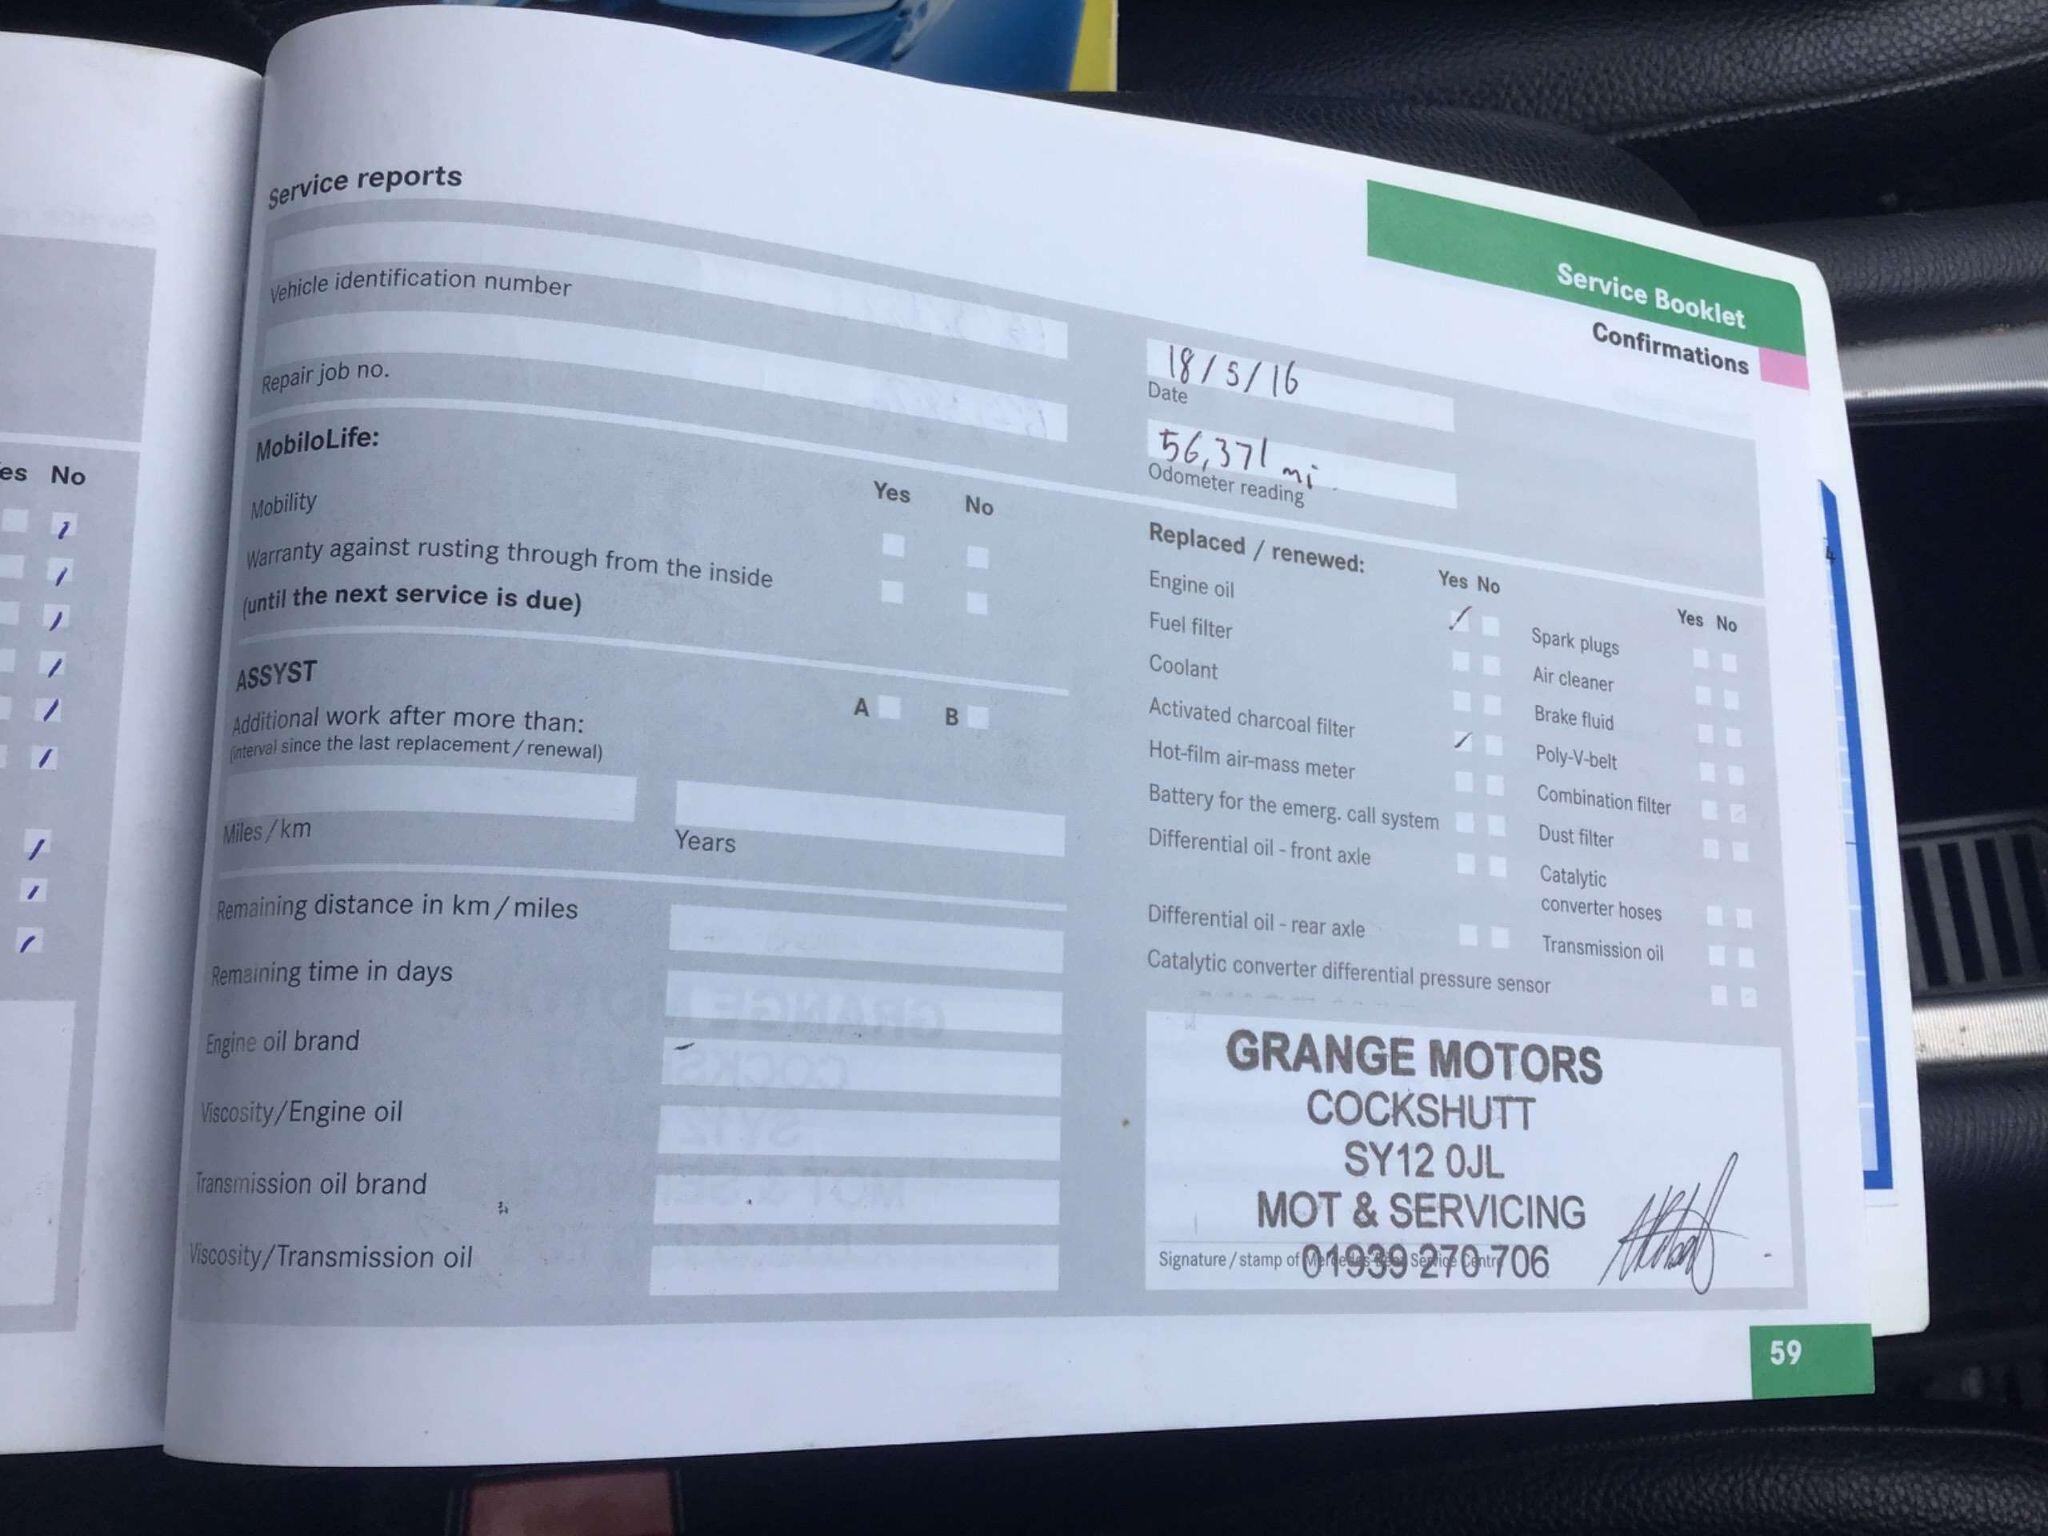 es No
Service reports
Service Booklet
Confirmations
Vehicle identification number
Repair job no.
18/5/16
Date
56,371 mi
Odometer reading
MobiloLife:
Yes No
Mobility
Warranty against rusting through from the inside
(until the next service is due)
ASSYST
A B
Additional work after more than:
(interval since the last replacement / renewal)
Miles / km
Years
Remaining distance in km / miles
Remaining time in days
Engine oil brand
Viscosity/Engine oil
Transmission oil brand
Viscosity/Transmission oil
Replaced / renewed:
Yes No
Engine oil
Fuel filter
Coolant
Activated charcoal filter
Hot-film air-mass meter
Battery for the emerg. call system
Differential oil - front axle
Differential oil - rear axle
Catalytic converter differential pressure sensor
Yes No
Spark plugs
Air cleaner
Brake fluid
Poly-V-belt
Combination filter
Dust filter
Catalytic
converter hoses
Transmission oil
GRANGE MOTORS
COCKSHUTT
SY12 0JL
MOT & SERVICING
01939 270 706
Signature / stamp of Service Centre
59